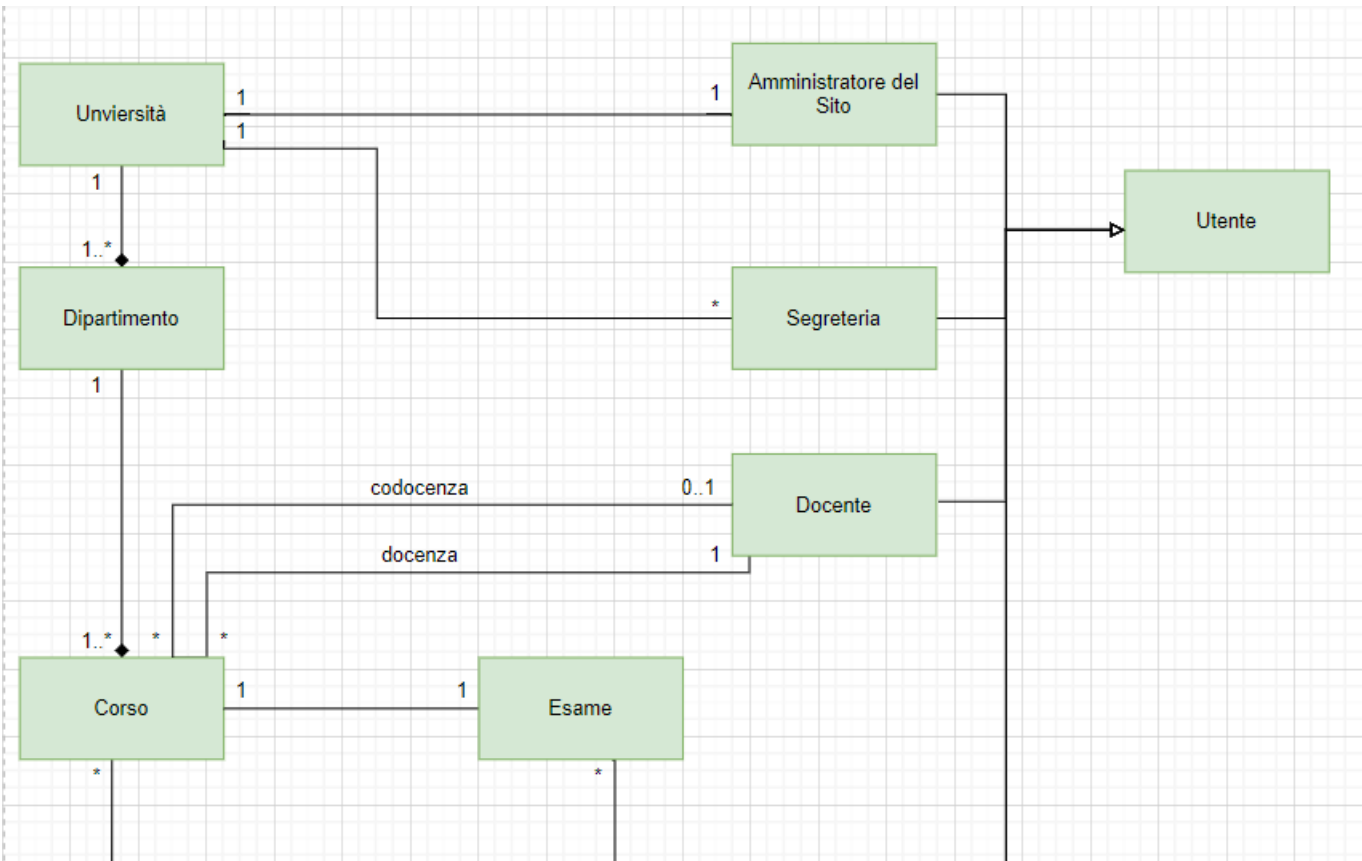 Unviersità
1
1
Amministratore del
Sito
1
1
Utente
1..*
Dipartimento
*
Segreteria
1
codocenza
0..1
Docente
docenza
1
1..*
*
*
Corso
1
1
Esame
*
*